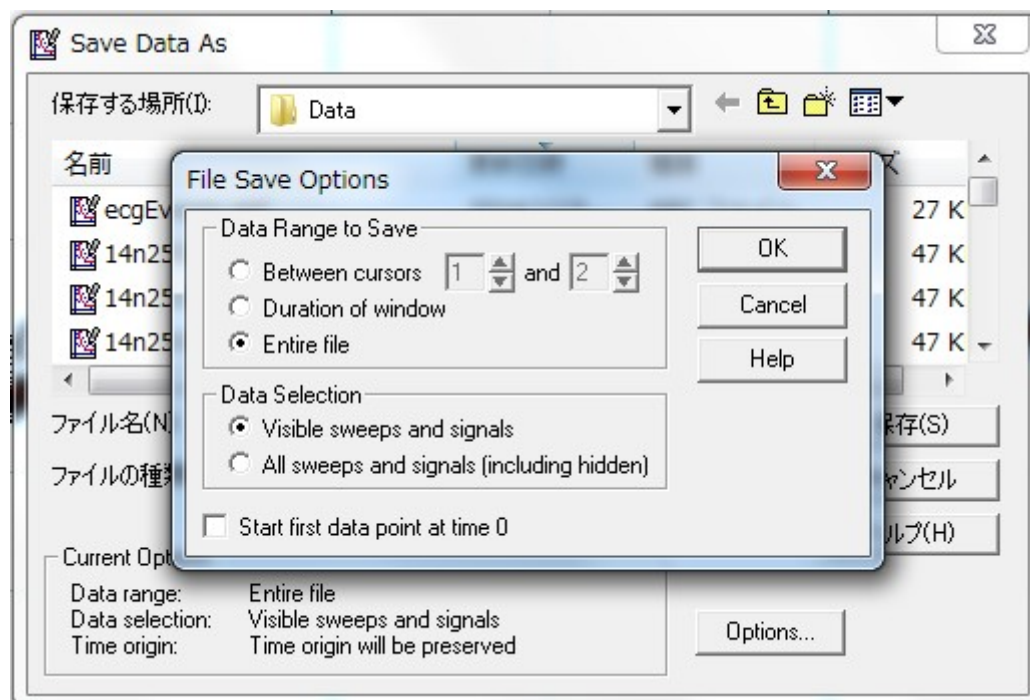 Save Data As
保存する場所(I):
Data
名前
ズ
File Save Options
ecgEv
27 K
14n25
47 K
14n25
47 K
14n25
47 K
Data Range to Save
Between cursors 1 and 2
Duration of window
Entire file
OK
Cancel
Help
Data Selection
Visible sweeps and signals
All sweeps and signals (including hidden)
Start first data point at time 0
ファイル名(N)
ファイルの種類
保存(S)
ャンセル
ルプ(H)
Current Opt
Data range: Entire file
Data selection: Visible sweeps and signals
Time origin: Time origin will be preserved
Options...